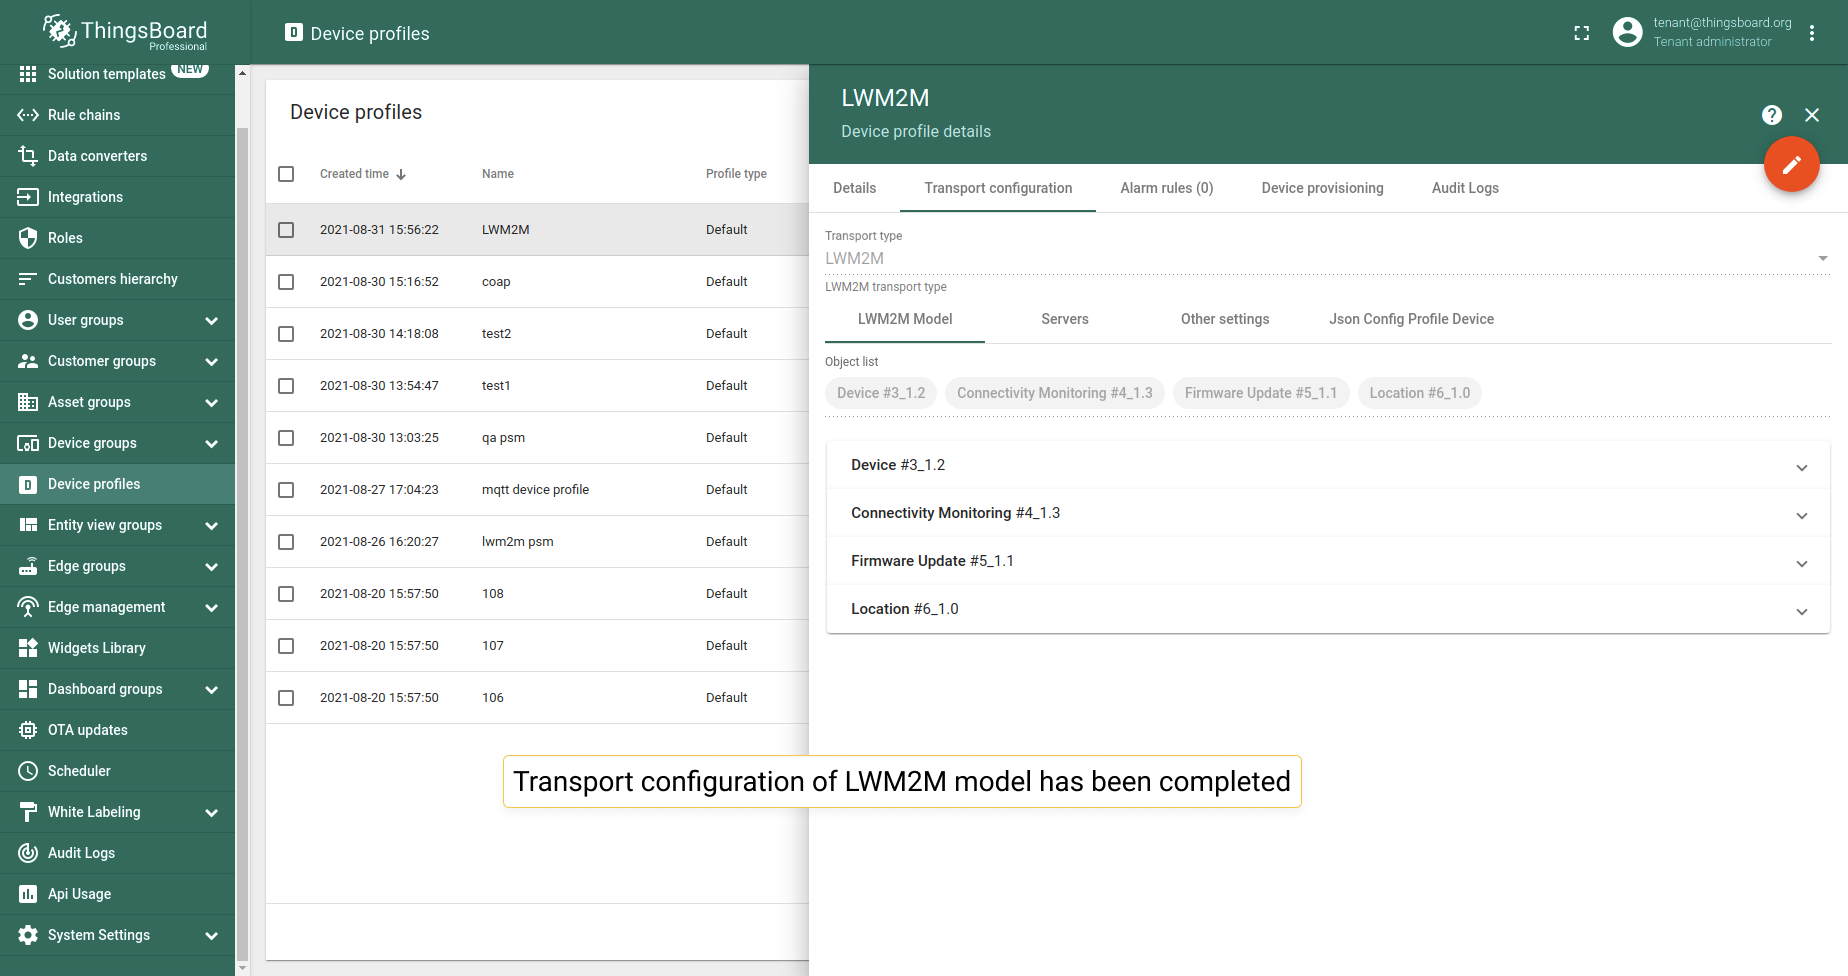 ThingsBoard
Professional
Device profiles
tenant@thingsboard.org
Tenant administrator
Solution templates NEW
Rule chains
Data converters
Integrations
Roles
Customers hierarchy
User groups
Customer groups
Asset groups
Device groups
Device profiles
Entity view groups
Edge groups
Edge management
Widgets Library
Dashboard groups
OTA updates
Scheduler
White Labeling
Audit Logs
Api Usage
System Settings
Device profiles
Created time Name Profile type
2021-08-31 15:56:22 LWM2M Default
2021-08-30 15:16:52 coap Default
2021-08-30 14:18:08 test2 Default
2021-08-30 13:54:47 test1 Default
2021-08-30 13:03:25 qa psm Default
2021-08-27 17:04:23 mqtt device profile Default
2021-08-26 16:20:27 lwm2m psm Default
2021-08-20 15:57:50 108 Default
2021-08-20 15:57:50 107 Default
2021-08-20 15:57:50 106 Default
LWM2M
Device profile details
Details Transport configuration Alarm rules (0) Device provisioning Audit Logs
Transport type
LWM2M
LWM2M transport type
LWM2M Model Servers Other settings Json Config Profile Device
Object list
Device #3_1.2 Connectivity Monitoring #4_1.3 Firmware Update #5_1.1 Location #6_1.0
Device #3_1.2
Connectivity Monitoring #4_1.3
Firmware Update #5_1.1
Location #6_1.0
Transport configuration of LWM2M model has been completed